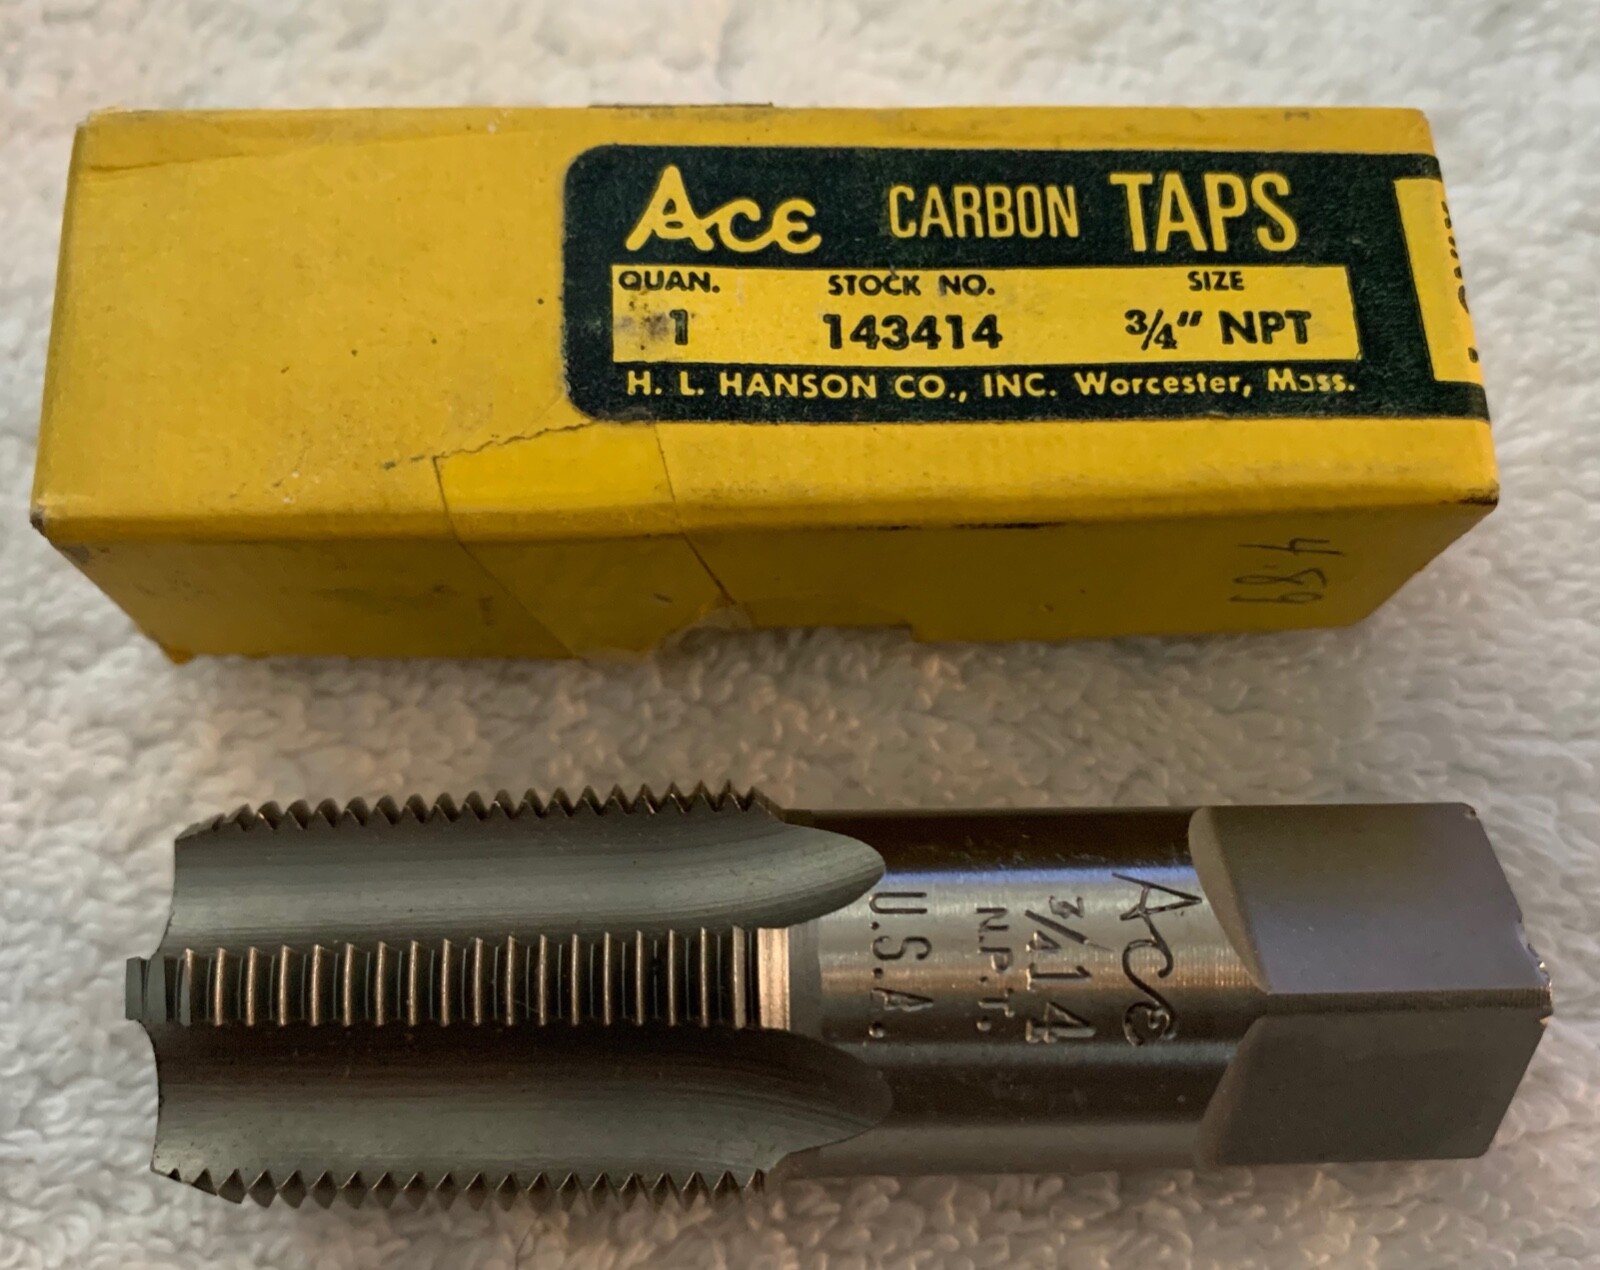 ACE CARBON TAPS
QUAN. STOCK NO. SIZE
1 143414 3/4" NPT
H. L. HANSON CO., INC. Worcester, Mass.
4.89
Ace
3/4 14
N.P.T.
U.S.A.